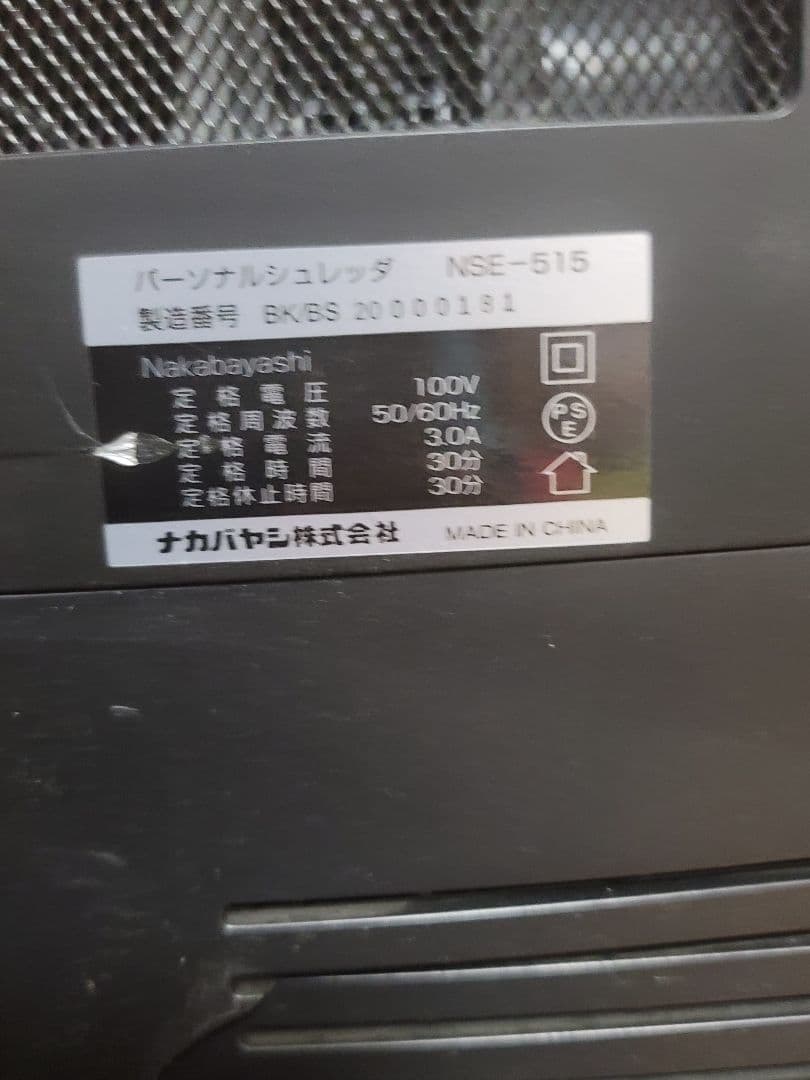 パーソナルシュレッダ NSE-515
製造番号 BK/BS 20000181
Nakabayashi
定格電圧 100V
定格周波数 50/60Hz
定格電流 3.0A
定格時間 30分
定格休止時間 30分
PSE
ナカバヤシ株式会社 MADE IN CHINA